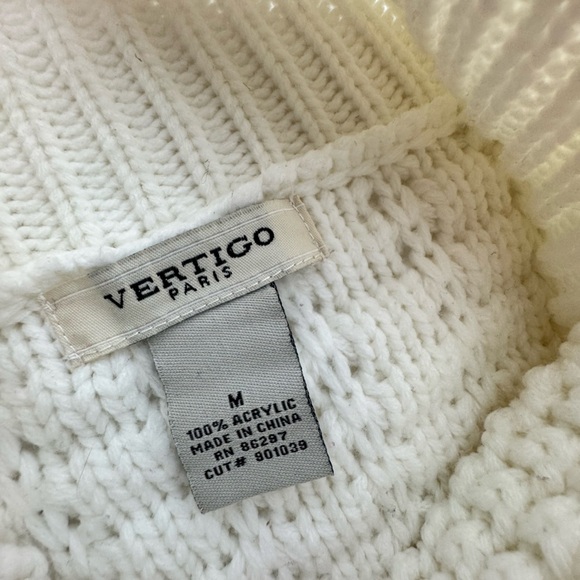 VERTIGO
PARIS
M
100% ACRYLIC
MADE IN CHINA
RN 86297
CUT# 901039